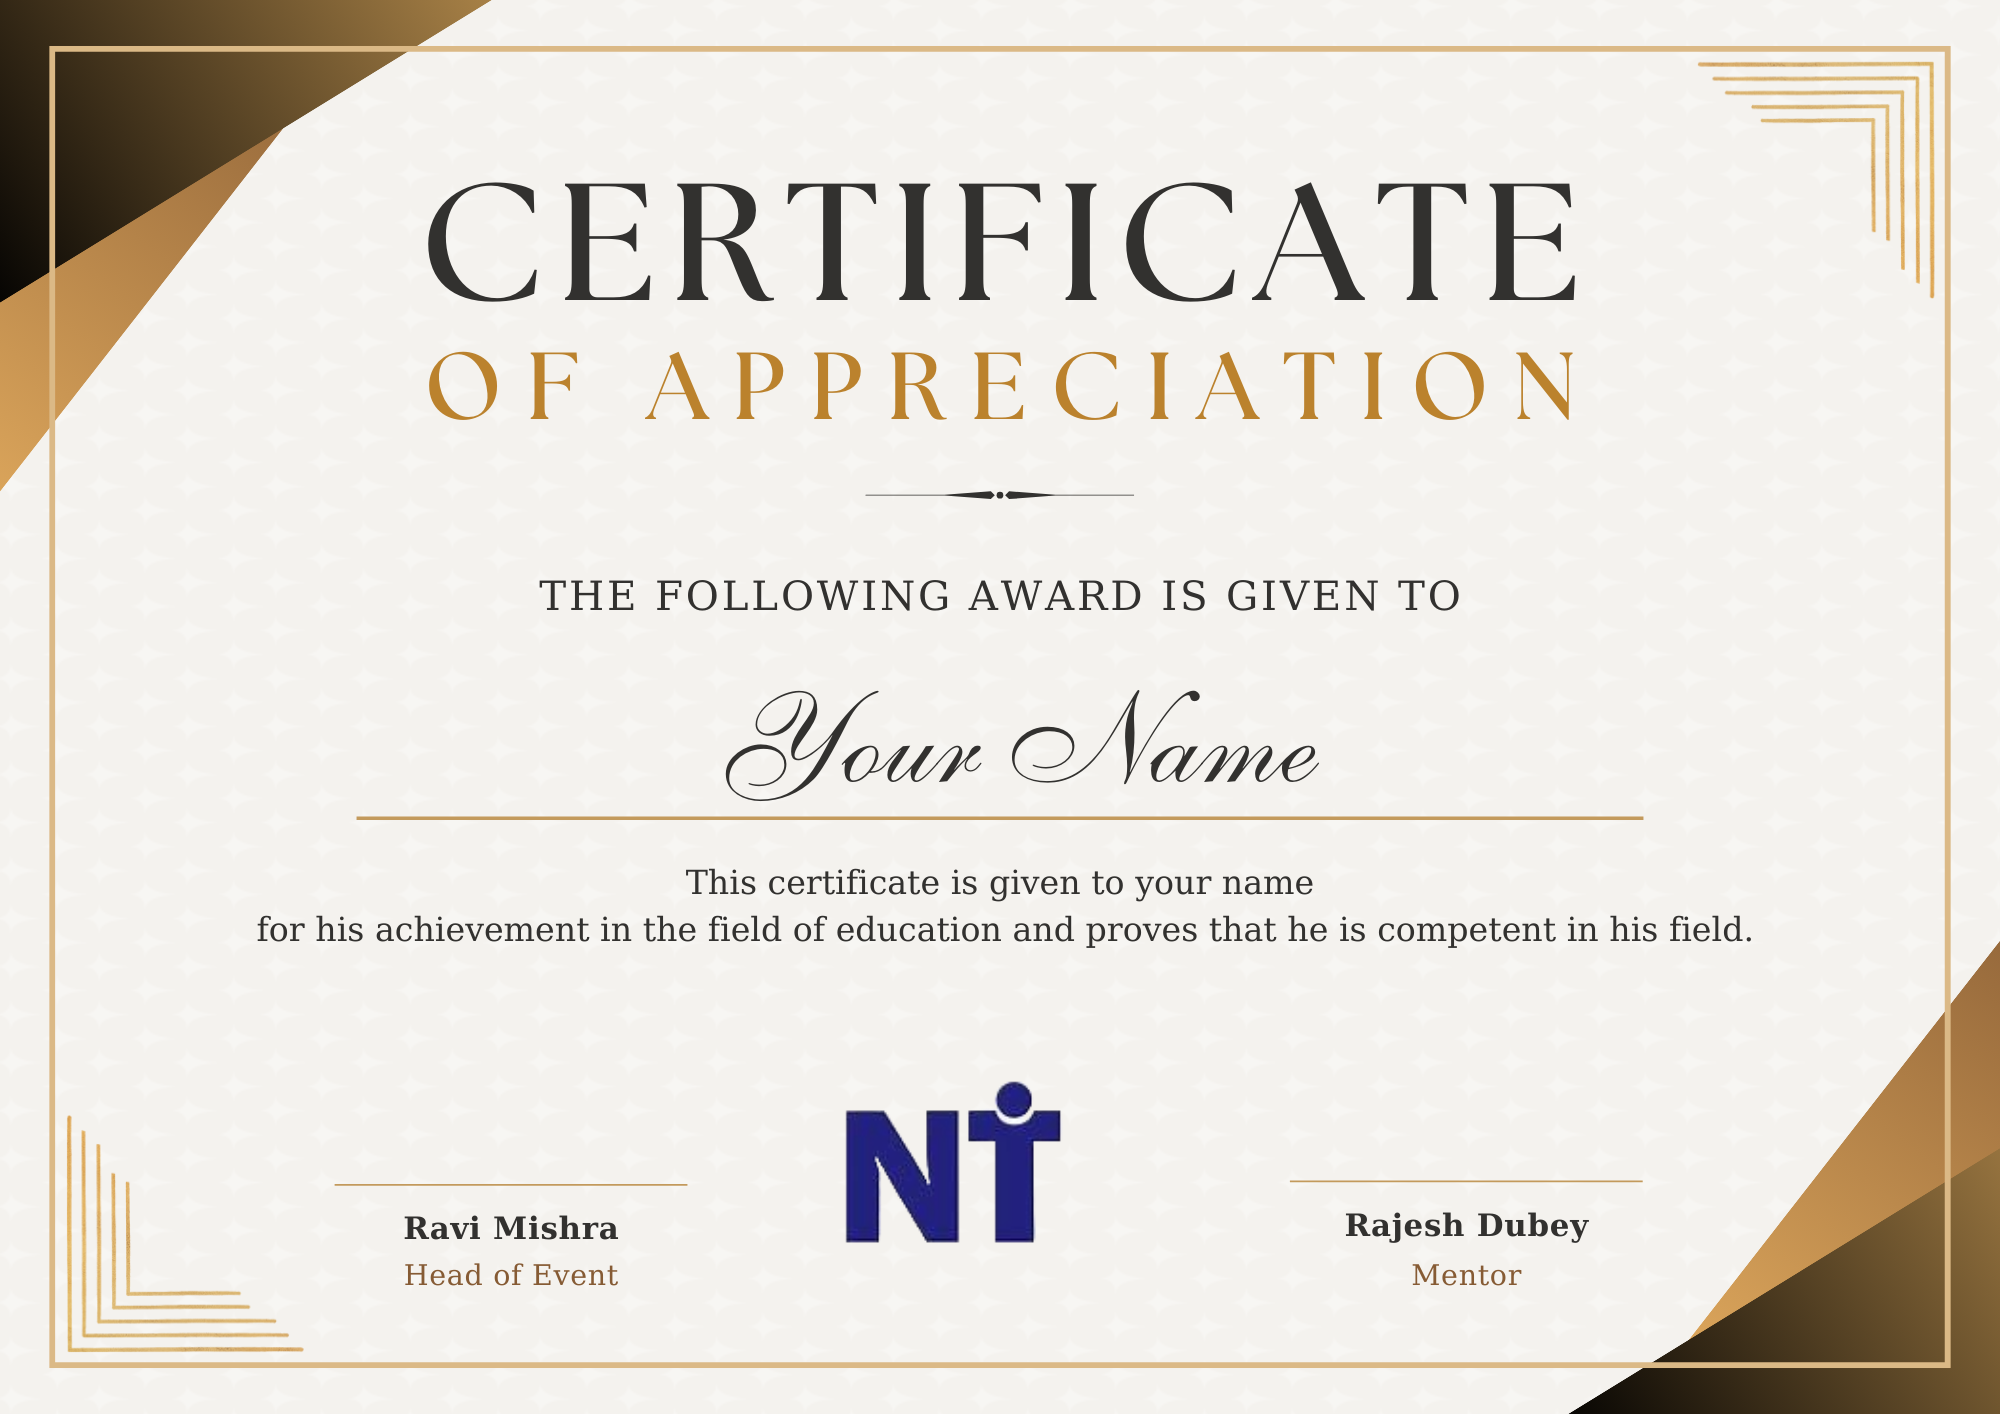 CERTIFICATE
OF APPRECIATION
THE FOLLOWING AWARD IS GIVEN TO
Your Name
This certificate is given to your name
for his achievement in the field of education and proves that he is competent in his field.
NT
Ravi Mishra
Head of Event
Rajesh Dubey
Mentor